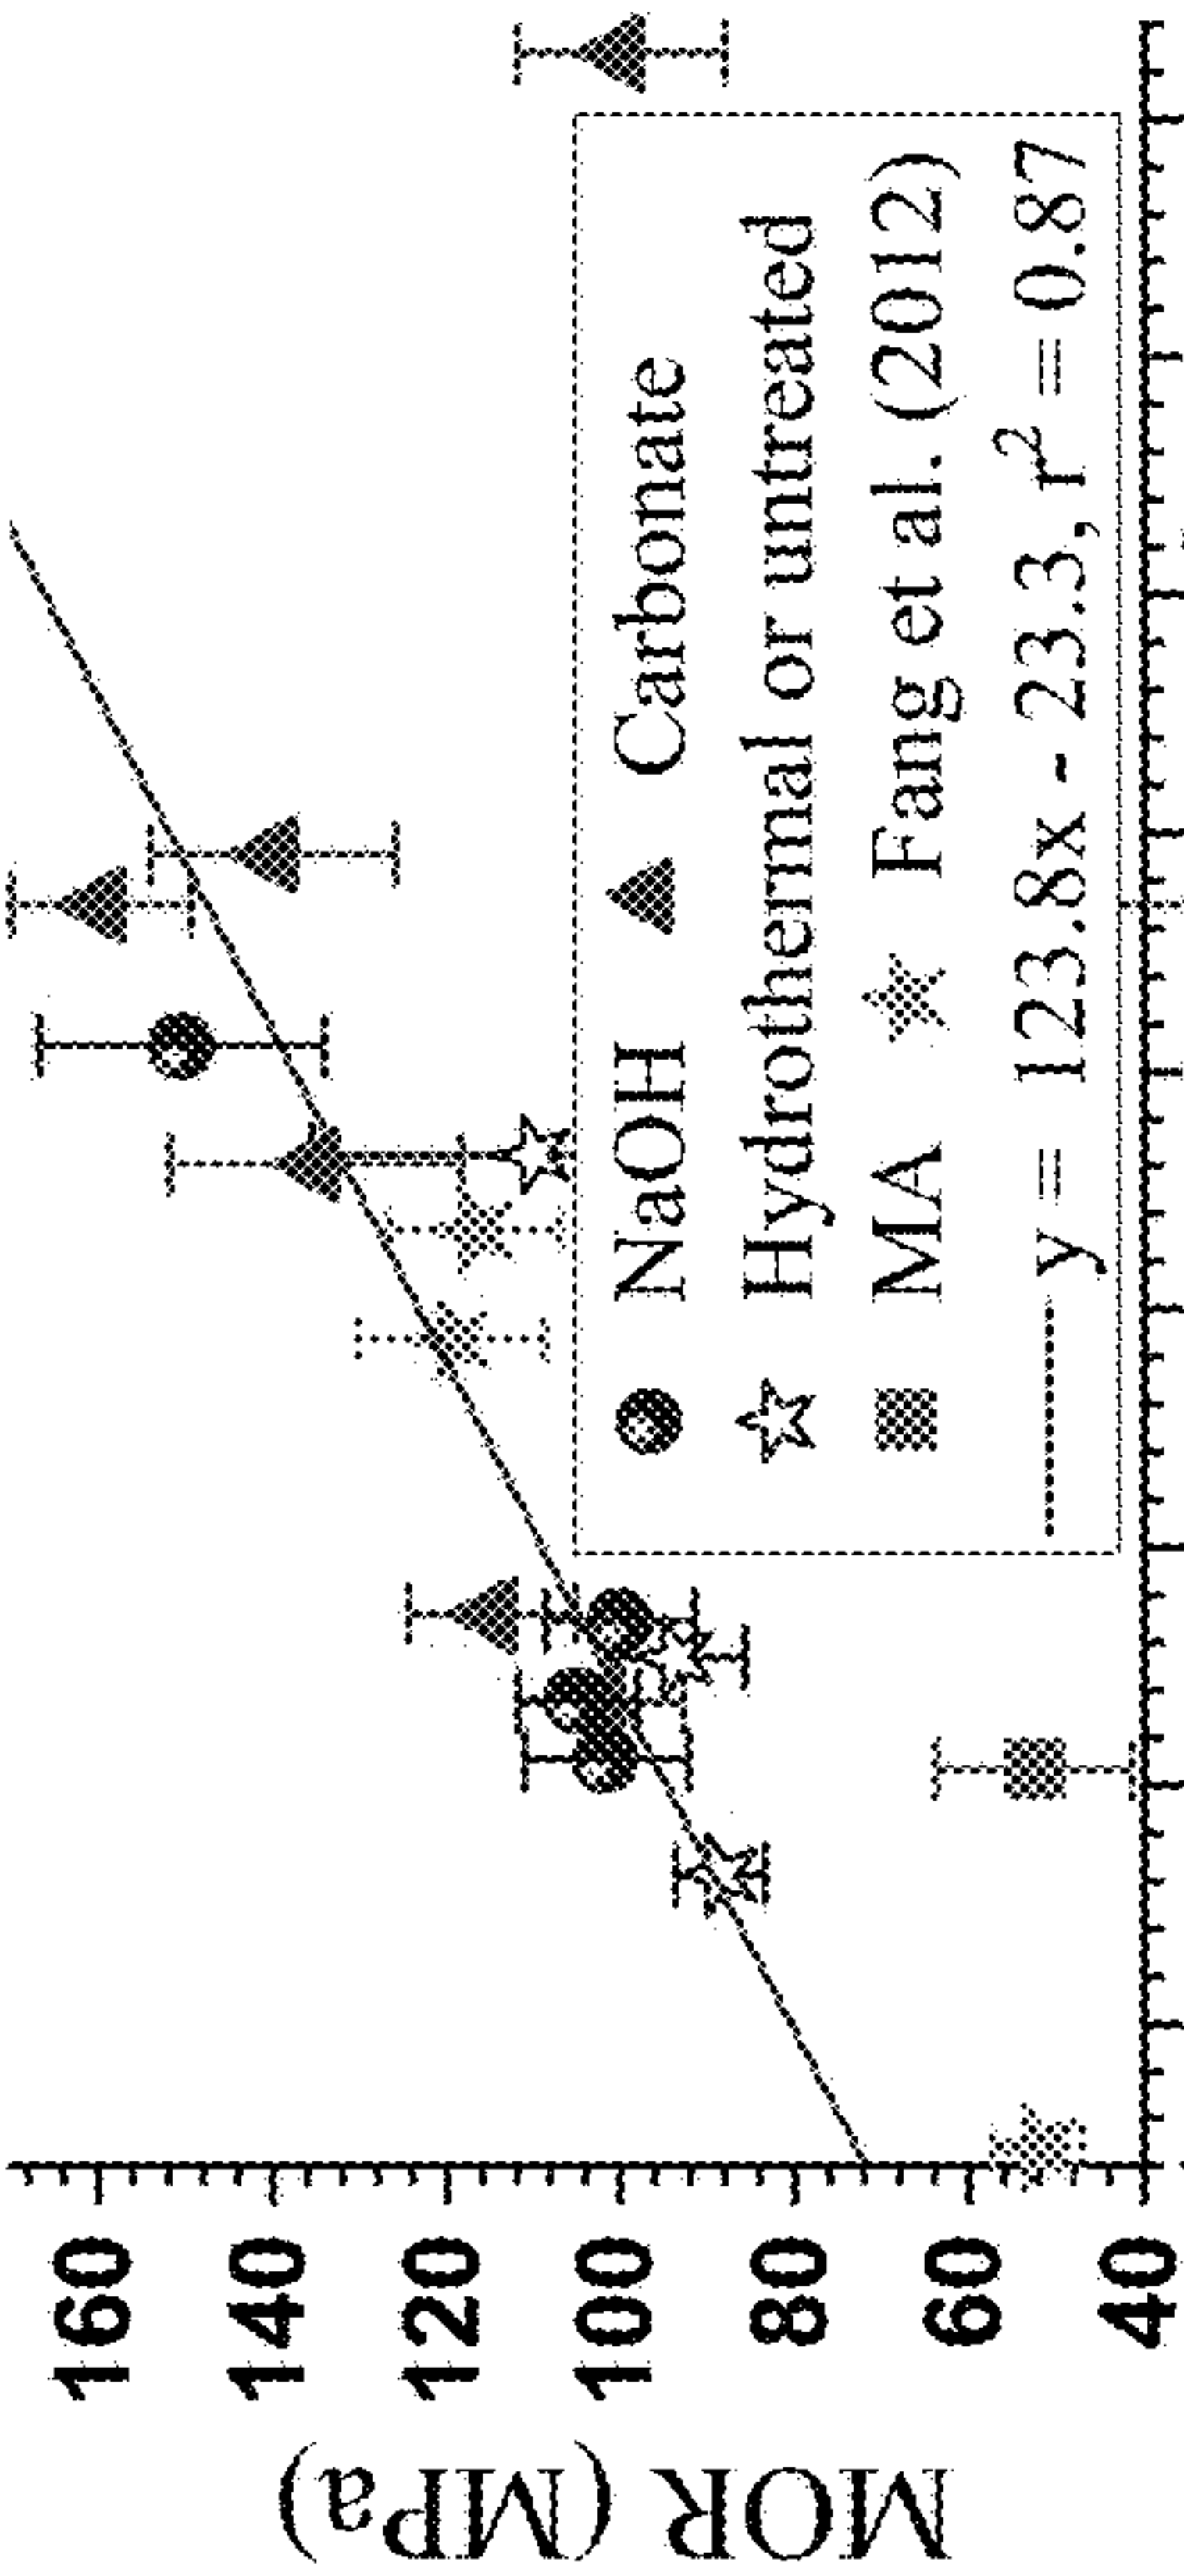 MOR (MPa)
160
140
120
100
80
60
40
NaOH Carbonate
Hydrothermal or untreated
MA Fang et al. (2012)
y = 123.8x - 23.3, r² = 0.87